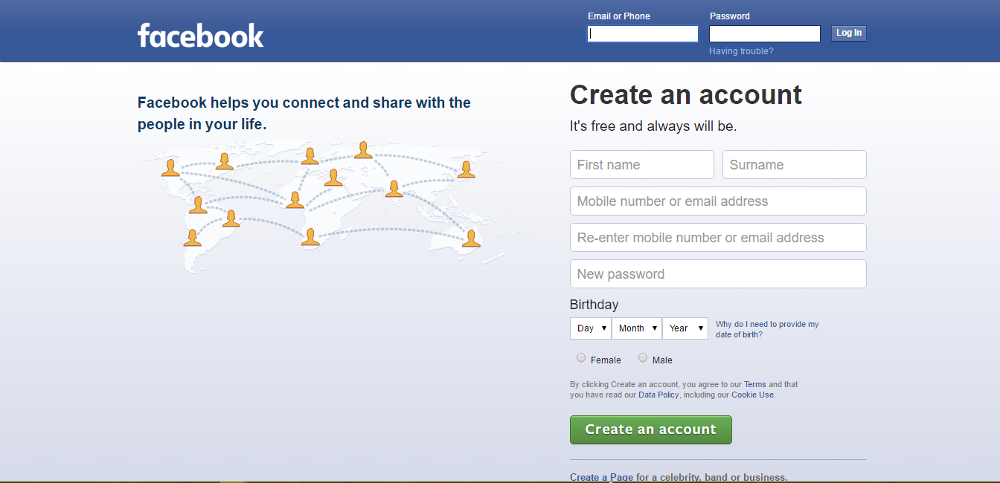 facebook
Email or Phone
Password
Log In
Having trouble?
Facebook helps you connect and share with the
people in your life.
Create an account
It's free and always will be.
First name
Surname
Mobile number or email address
Re-enter mobile number or email address
New password
Birthday
Day
Month
Year
Why do I need to provide my
date of birth?
Female
Male
By clicking Create an account, you agree to our Terms and that
you have read our Data Policy, including our Cookie Use.
Create an account
Create a Page for a celebrity, band or business.